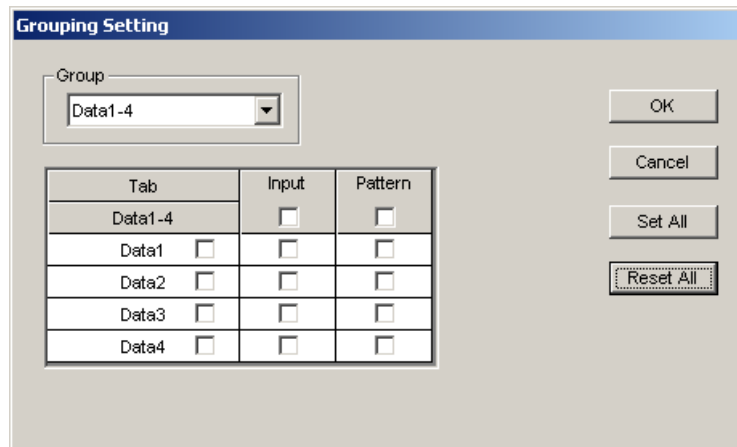 Grouping Setting
Group
Data1-4
OK
Cancel
Set All
Reset All
Tab Input Pattern
Data1-4
Data1
Data2
Data3
Data4